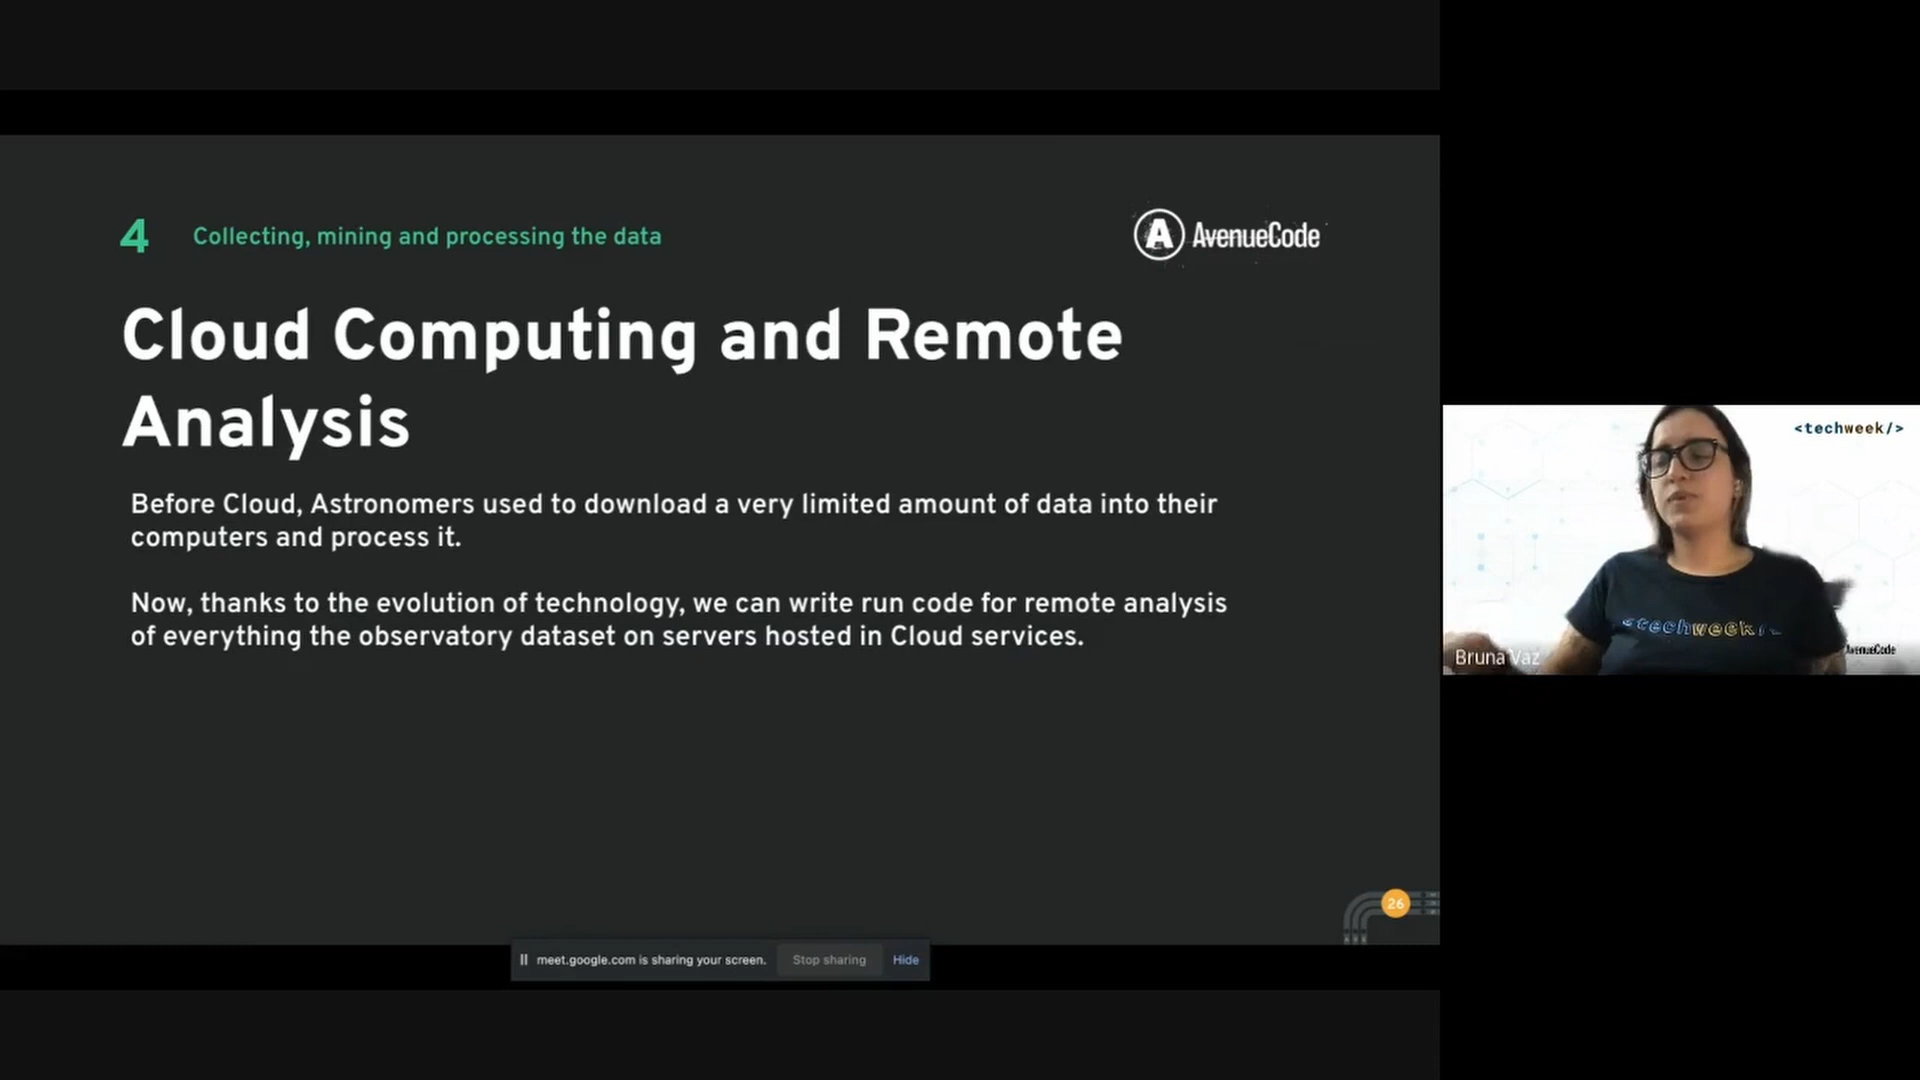 4 Collecting, mining and processing the data
A AvenueCode
Cloud Computing and Remote
Analysis
Before Cloud, Astronomers used to download a very limited amount of data into their
computers and process it.
Now, thanks to the evolution of technology, we can write run code for remote analysis
of everything the observatory dataset on servers hosted in Cloud services.
26
meet.google.com is sharing your screen. Stop sharing Hide
<techweek/>
<techweek/>
Bruna Vaz
AvenueCode